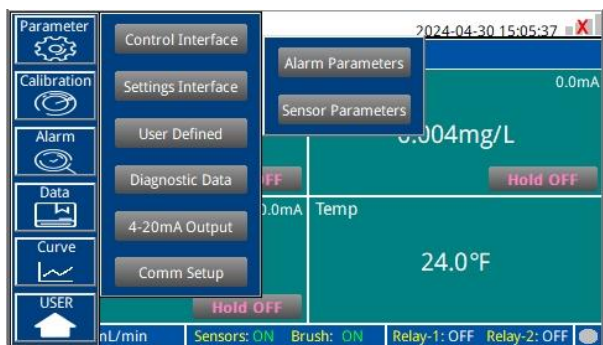 Parameter
Calibration
Alarm
Data
Curve
USER
Control Interface
Settings Interface
User Defined
Diagnostic Data
4-20mA Output
Comm Setup
Alarm Parameters
Sensor Parameters
2024-04-30 15:05:37 X
0.0mA
0.004mg/L
FF
Hold OFF
0.0mA
Temp
24.0°F
Hold OFF
nL/min
Sensors: ON Brush: ON
Relay-1: OFF Relay-2: OFF